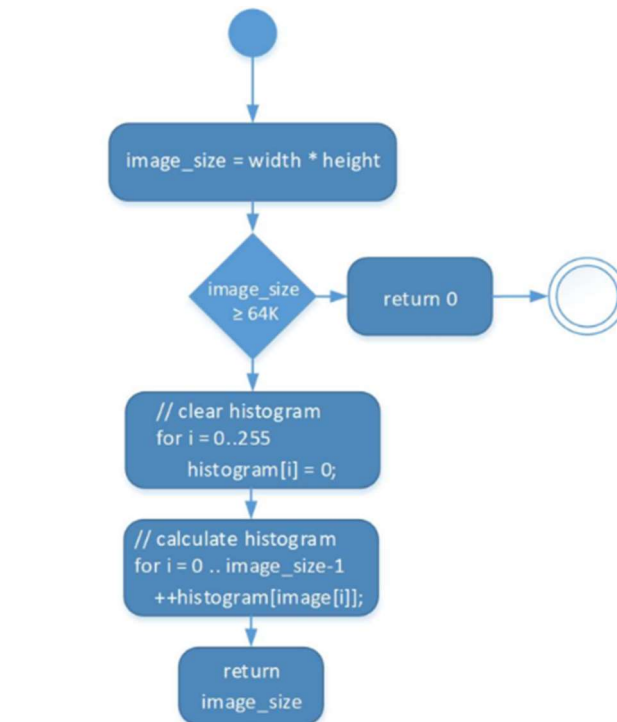 image_size = width * height
image_size
≥ 64K
return 0
// clear histogram
for i = 0..255
histogram[i] = 0;
// calculate histogram
for i = 0 .. image_size-1
++histogram[image[i]];
return
image_size